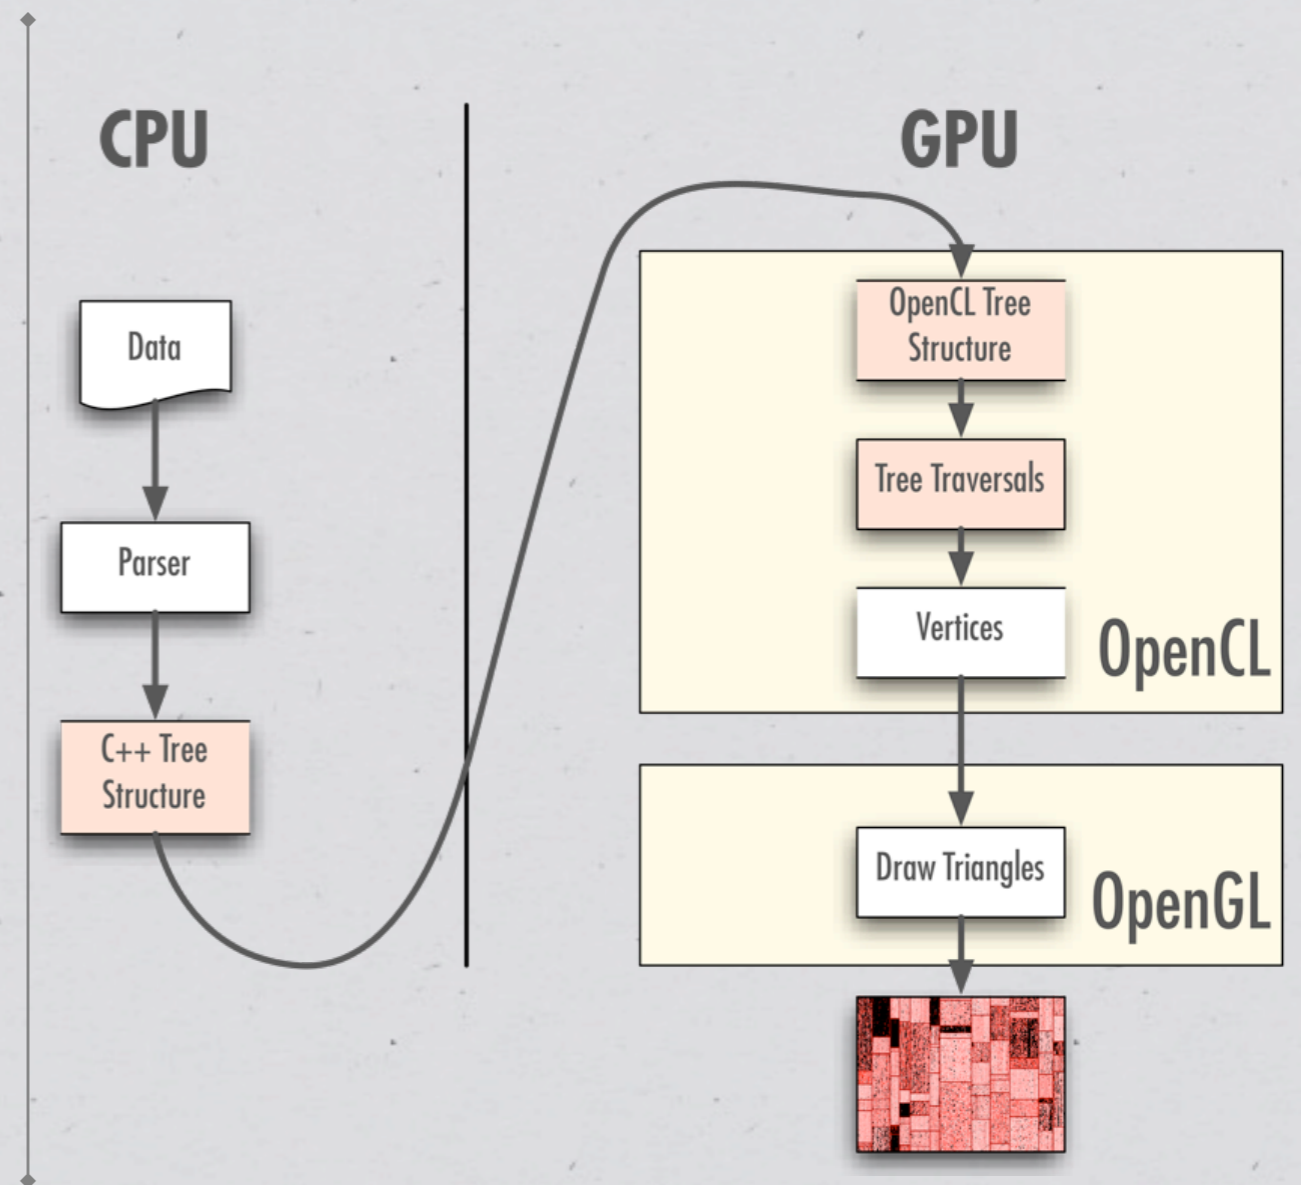 CPU
GPU
Data
Parser
C++ Tree
Structure
OpenCL Tree
Structure
Tree Traversals
Vertices
OpenCL
Draw Triangles
OpenGL